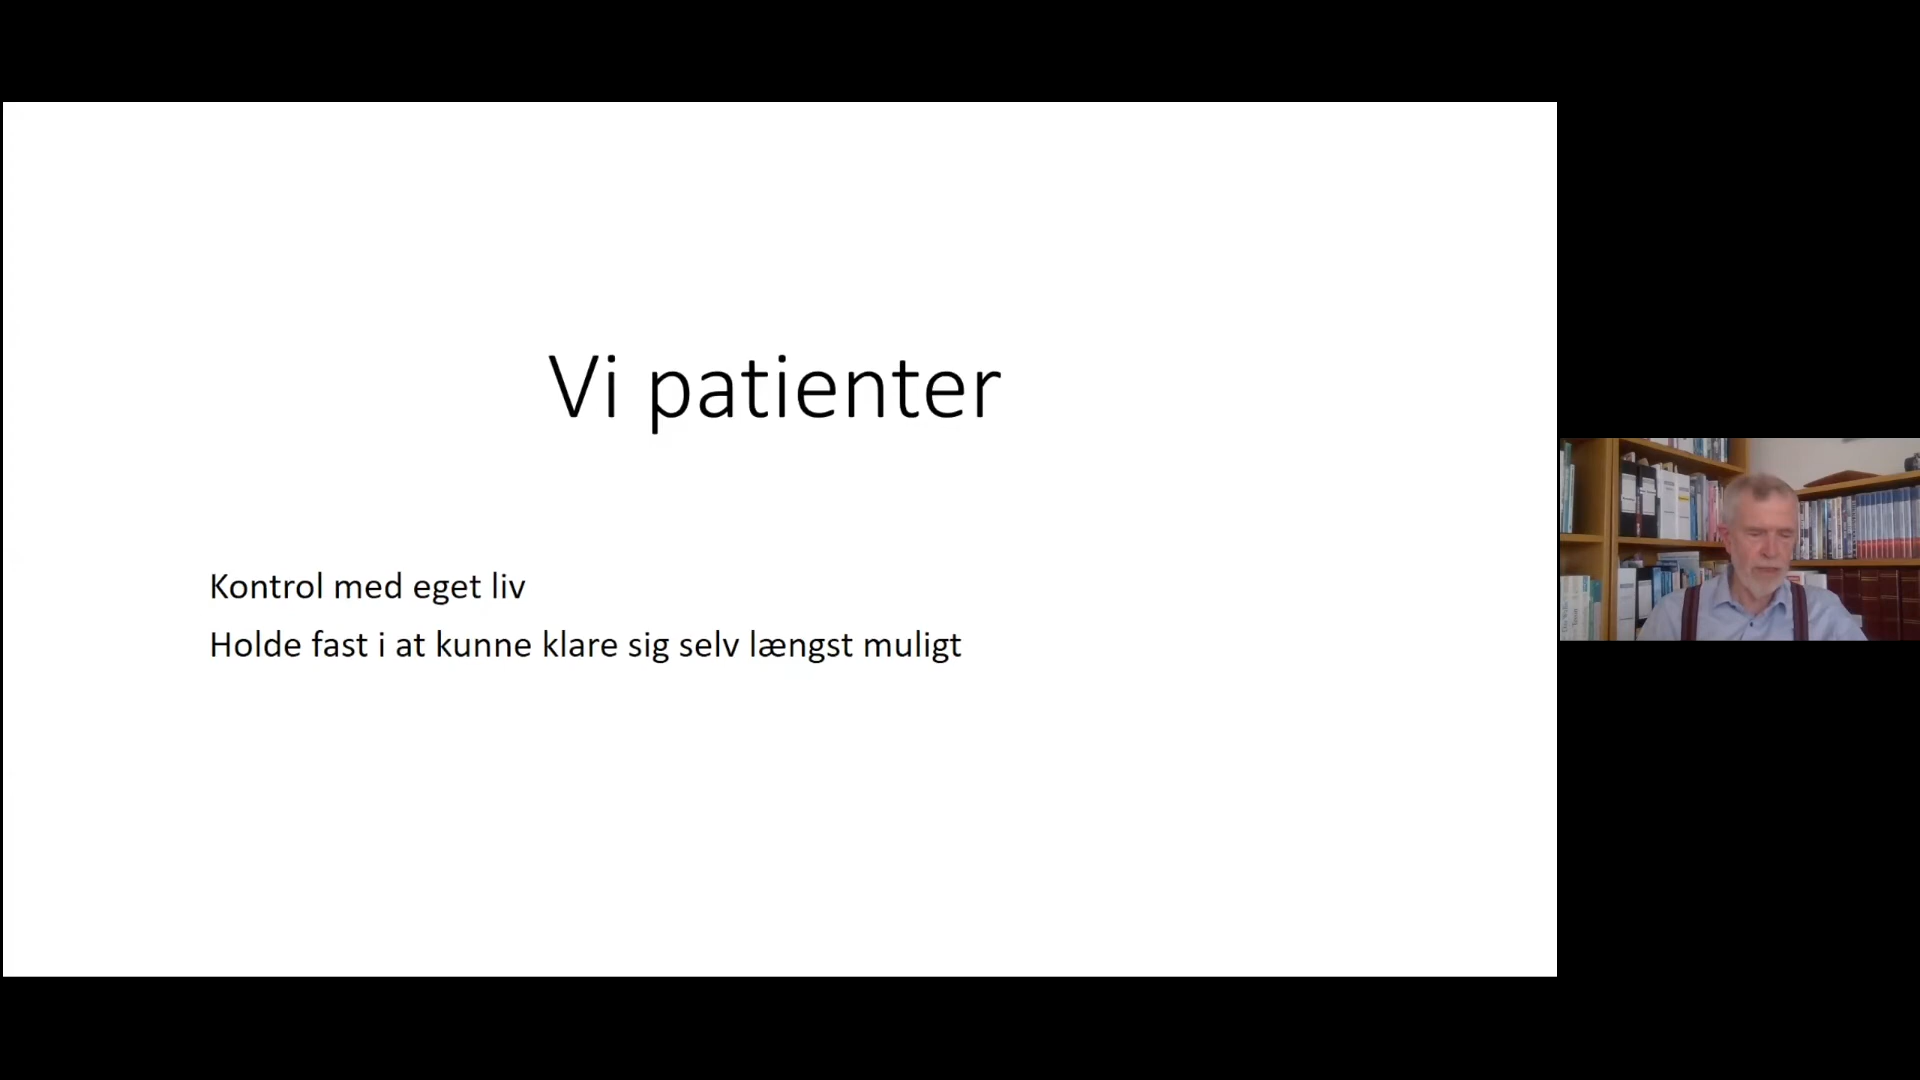 Vi patienter
Kontrol med eget liv
Holde fast i at kunne klare sig selv længst muligt